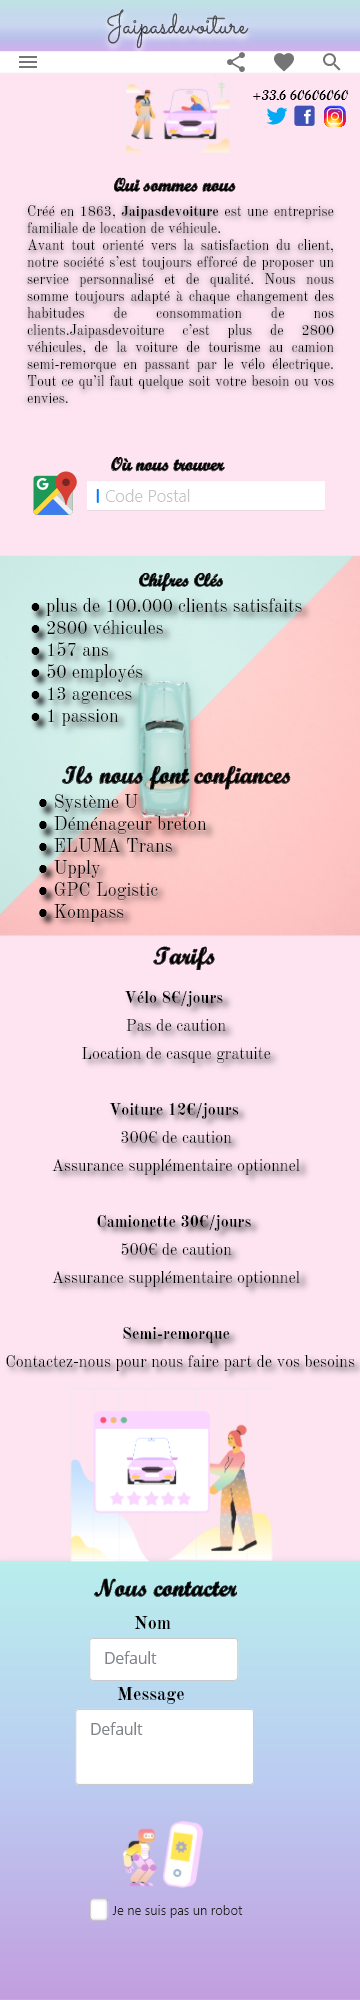 Jaipasdevoiture
+33.6 60606060
Qui sommes nous
Créé en 1863, Jaipasdevoiture est une entreprise
familiale de location de véhicule.
Avant tout orienté vers la satisfaction du client,
notre société s'est toujours efforcé de proposer un
service personnalisé et de qualité. Nous nous
somme toujours adapté à chaque changement des
habitudes de consommation de nos
clients.Jaipasdevoiture c'est plus de 2800
véhicules, de la voiture de tourisme au camion
semi-remorque en passant par le vélo électrique.
Tout ce qu'il faut quelque soit votre besoin ou vos
envies.
Où nous trouver
G
Code Postal
Chifres Clés
● plus de 100.000 clients satisfaits
● 2800 véhicules
● 157 ans
● 50 employés
● 13 agences
● 1 passion
Ils nous font confiances
● Système U
● Déménageur breton
● ELUMA Trans
● Upply
● GPC Logistic
● Kompass
Tarifs
Vélo 8€/jours
Pas de caution
Location de casque gratuite
Voiture 12€/jours
300€ de caution
Assurance supplémentaire optionnel
Camionette 30€/jours
500€ de caution
Assurance supplémentaire optionnel
Semi-remorque
Contactez-nous pour nous faire part de vos besoins
Nous contacter
Nom
Default
Message
Default
Je ne suis pas un robot